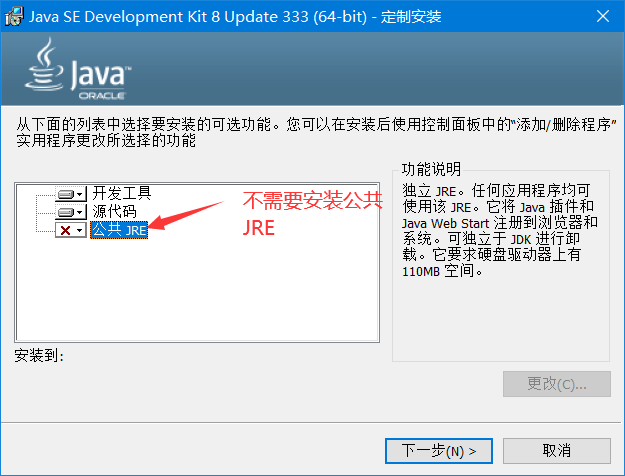 Java SE Development Kit 8 Update 333 (64-bit) - 定制安装
Java™
ORACLE
从下面的列表中选择要安装的可选功能。您可以在安装后使用控制面板中的“添加/删除程序”
实用程序更改所选择的功能
开发工具
源代码
公共 JRE
不需要安装公共
JRE
功能说明
独立 JRE。任何应用程序均可
使用该 JRE。它将 Java 插件和
Java Web Start 注册到浏览器和
系统。可独立于 JDK 进行卸
载。它要求硬盘驱动器上有
110MB 空间。
安装到:
更改(C)...
下一步(N) >
取消